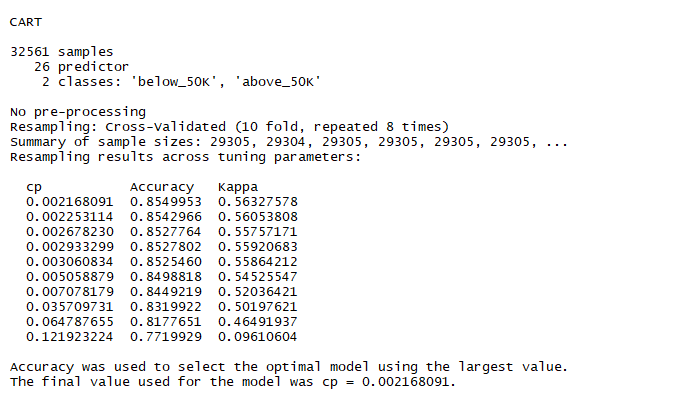 CART
32561 samples
26 predictor
2 classes: 'below_50K', 'above_50K'
No pre-processing
Resampling: Cross-Validated (10 fold, repeated 8 times)
Summary of sample sizes: 29305, 29304, 29305, 29305, 29305, 29305, ...
Resampling results across tuning parameters:
cp Accuracy Kappa
0.002168091 0.8549953 0.56327578
0.002253114 0.8542966 0.56053808
0.002678230 0.8527764 0.55757171
0.002933299 0.8527802 0.55920683
0.003060834 0.8525460 0.55864212
0.005058879 0.8498818 0.54525547
0.007078179 0.8449219 0.52036421
0.035709731 0.8319922 0.50197621
0.064787655 0.8177651 0.46491937
0.121923224 0.7719929 0.09610604
Accuracy was used to select the optimal model using the largest value.
The final value used for the model was cp = 0.002168091.